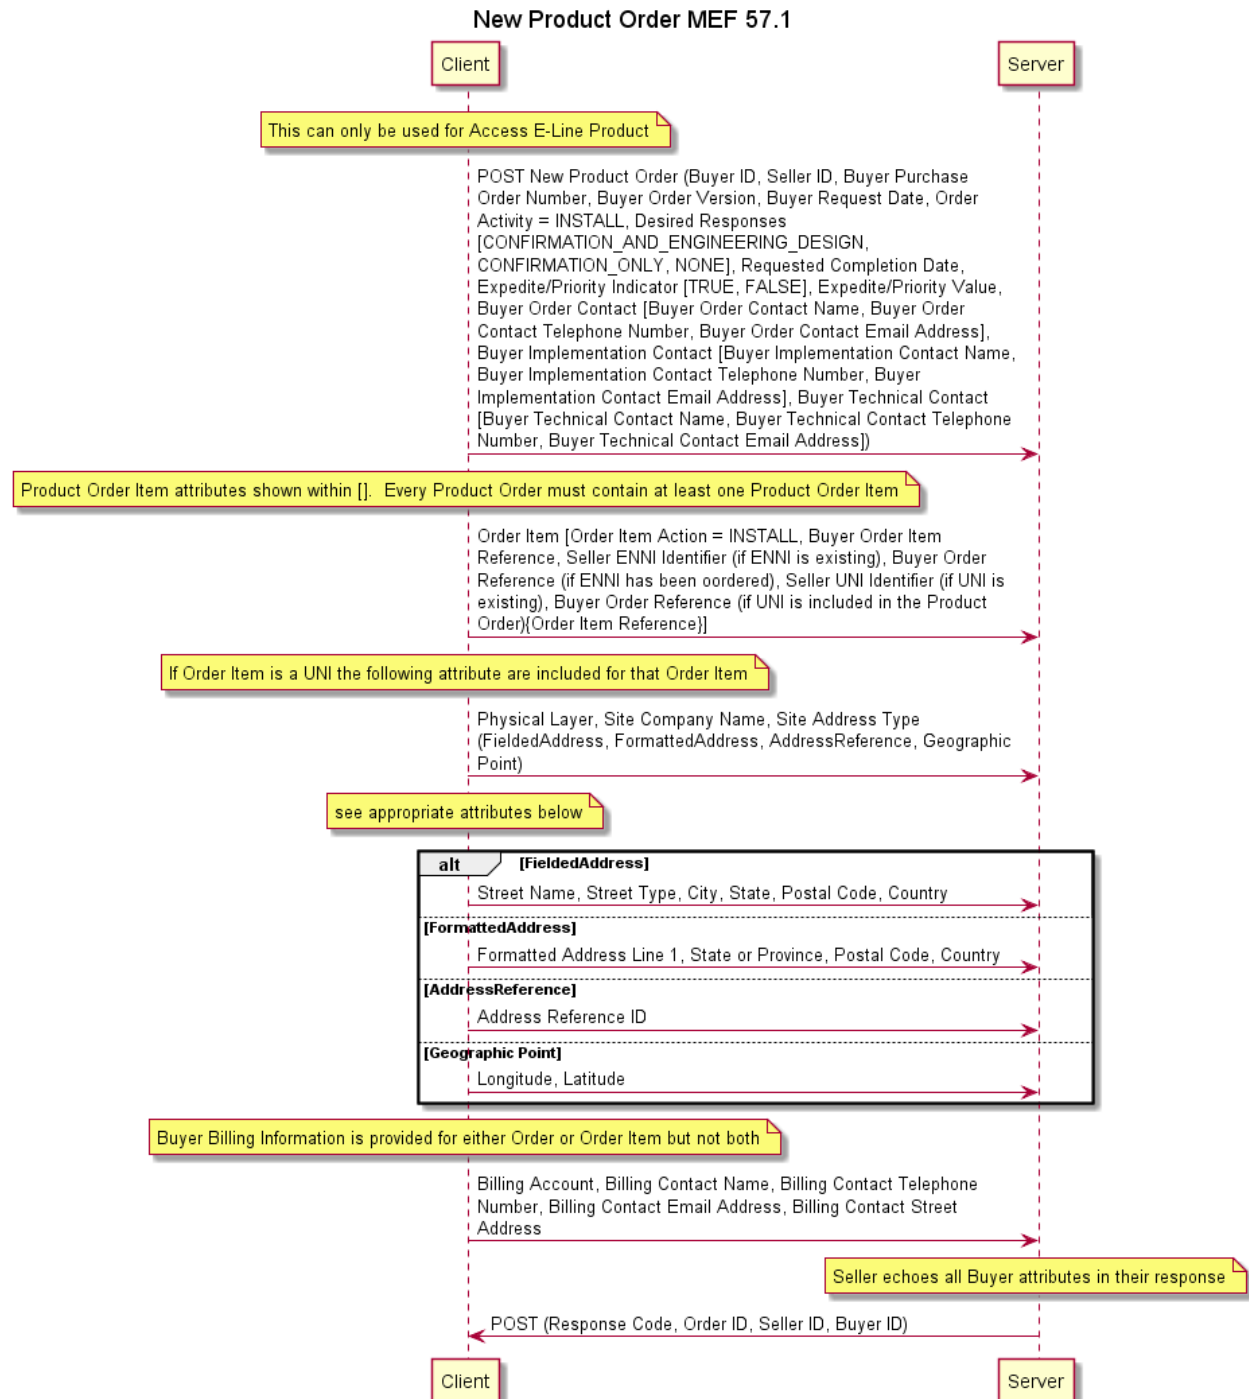 New Product Order MEF 57.1
Client
Server
This can only be used for Access E-Line Product
POST New Product Order (Buyer ID, Seller ID, Buyer Purchase
Order Number, Buyer Order Version, Buyer Request Date, Order
Activity = INSTALL, Desired Responses
[CONFIRMATION_AND_ENGINEERING_DESIGN,
CONFIRMATION_ONLY, NONE], Requested Completion Date,
Expedite/Priority Indicator [TRUE, FALSE], Expedite/Priority Value,
Buyer Order Contact [Buyer Order Contact Name, Buyer Order
Contact Telephone Number, Buyer Order Contact Email Address],
Buyer Implementation Contact [Buyer Implementation Contact Name,
Buyer Implementation Contact Telephone Number, Buyer
Implementation Contact Email Address], Buyer Technical Contact
[Buyer Technical Contact Name, Buyer Technical Contact Telephone
Number, Buyer Technical Contact Email Address])
Product Order Item attributes shown within [].  Every Product Order must contain at least one Product Order Item
Order Item [Order Item Action = INSTALL, Buyer Order Item
Reference, Seller ENNI Identifier (if ENNI is existing), Buyer Order
Reference (if ENNI has been oordered), Seller UNI Identifier (if UNI is
existing), Buyer Order Reference (if UNI is included in the Product
Order){Order Item Reference}]
If Order Item is a UNI the following attribute are included for that Order Item
Physical Layer, Site Company Name, Site Address Type
(FieldedAddress, FormattedAddress, AddressReference, Geographic
Point)
see appropriate attributes below
alt [FieldedAddress]
Street Name, Street Type, City, State, Postal Code, Country
[FormattedAddress]
Formatted Address Line 1, State or Province, Postal Code, Country
[AddressReference]
Address Reference ID
[Geographic Point]
Longitude, Latitude
Buyer Billing Information is provided for either Order or Order Item but not both
Billing Account, Billing Contact Name, Billing Contact Telephone
Number, Billing Contact Email Address, Billing Contact Street
Address
Seller echoes all Buyer attributes in their response
POST (Response Code, Order ID, Seller ID, Buyer ID)
Client
Server